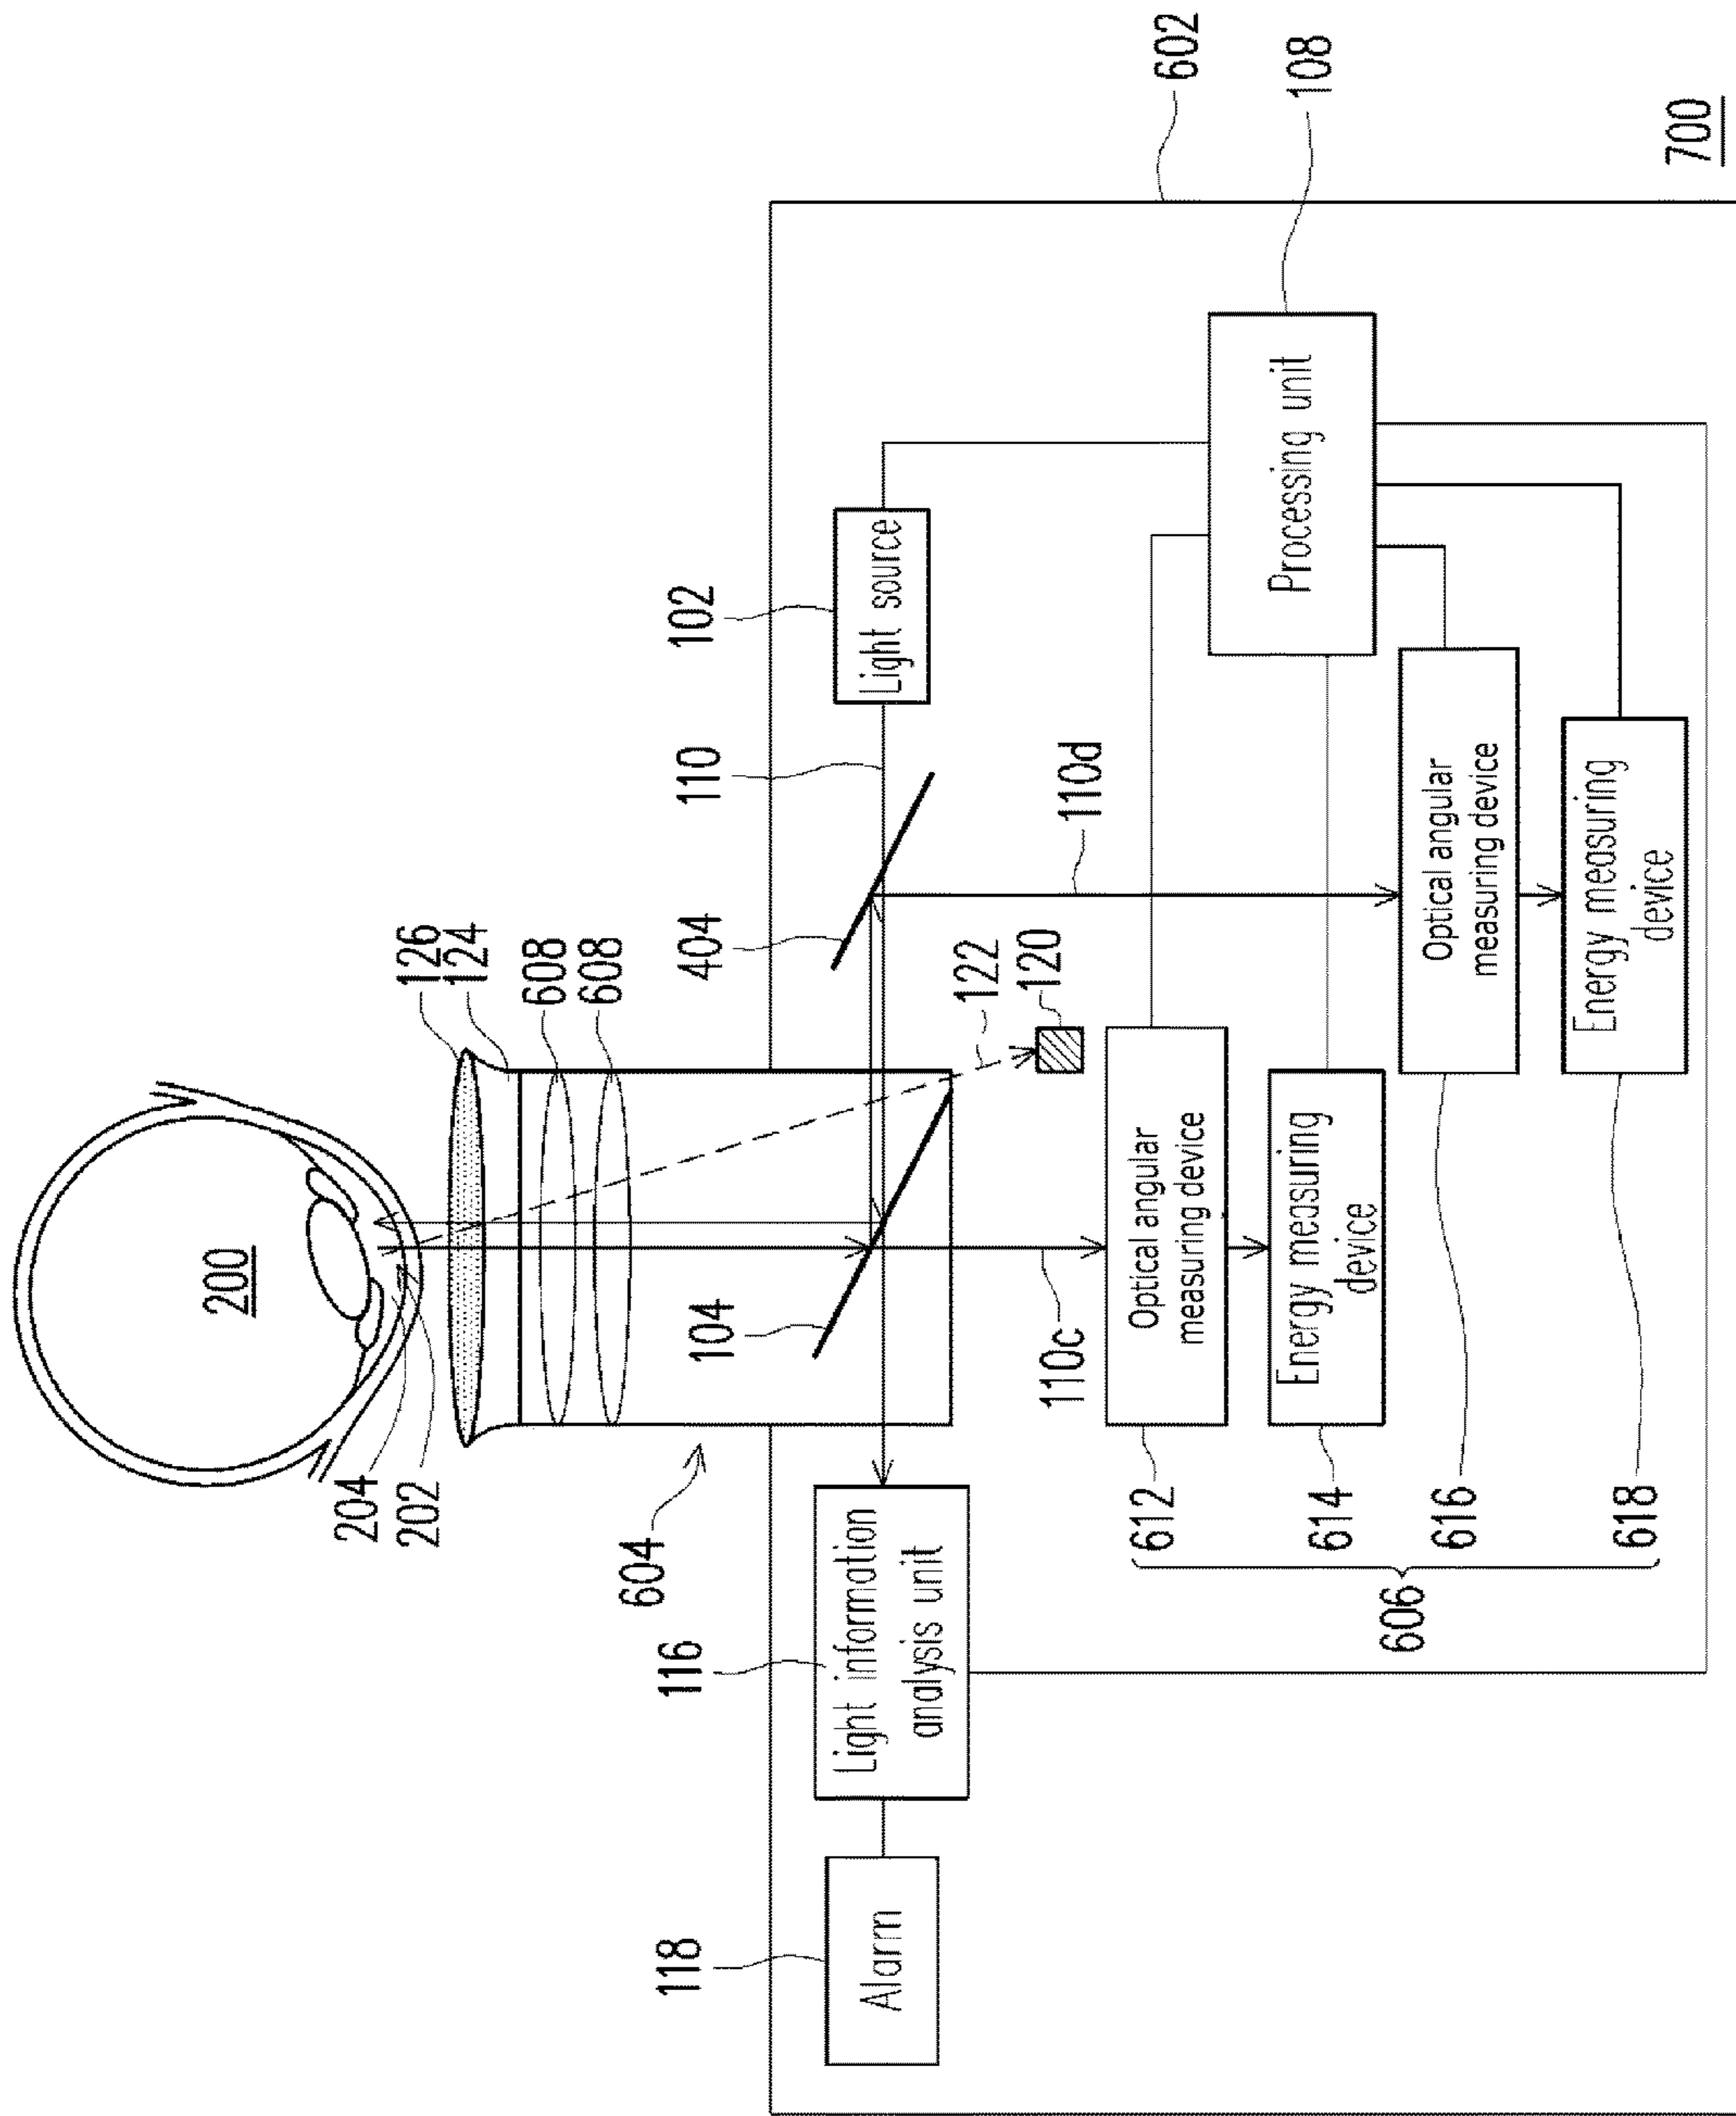 200
204
202
126
124
608
608
604
118
116
104
404
110
102
Alarm
Light information
analysis unit
Light source
122
120
110c
110d
602
612
Optical angular
measuring device
Processing unit
108
614
Energy measuring
device
606
616
Optical angular
measuring device
618
Energy measuring
device
700